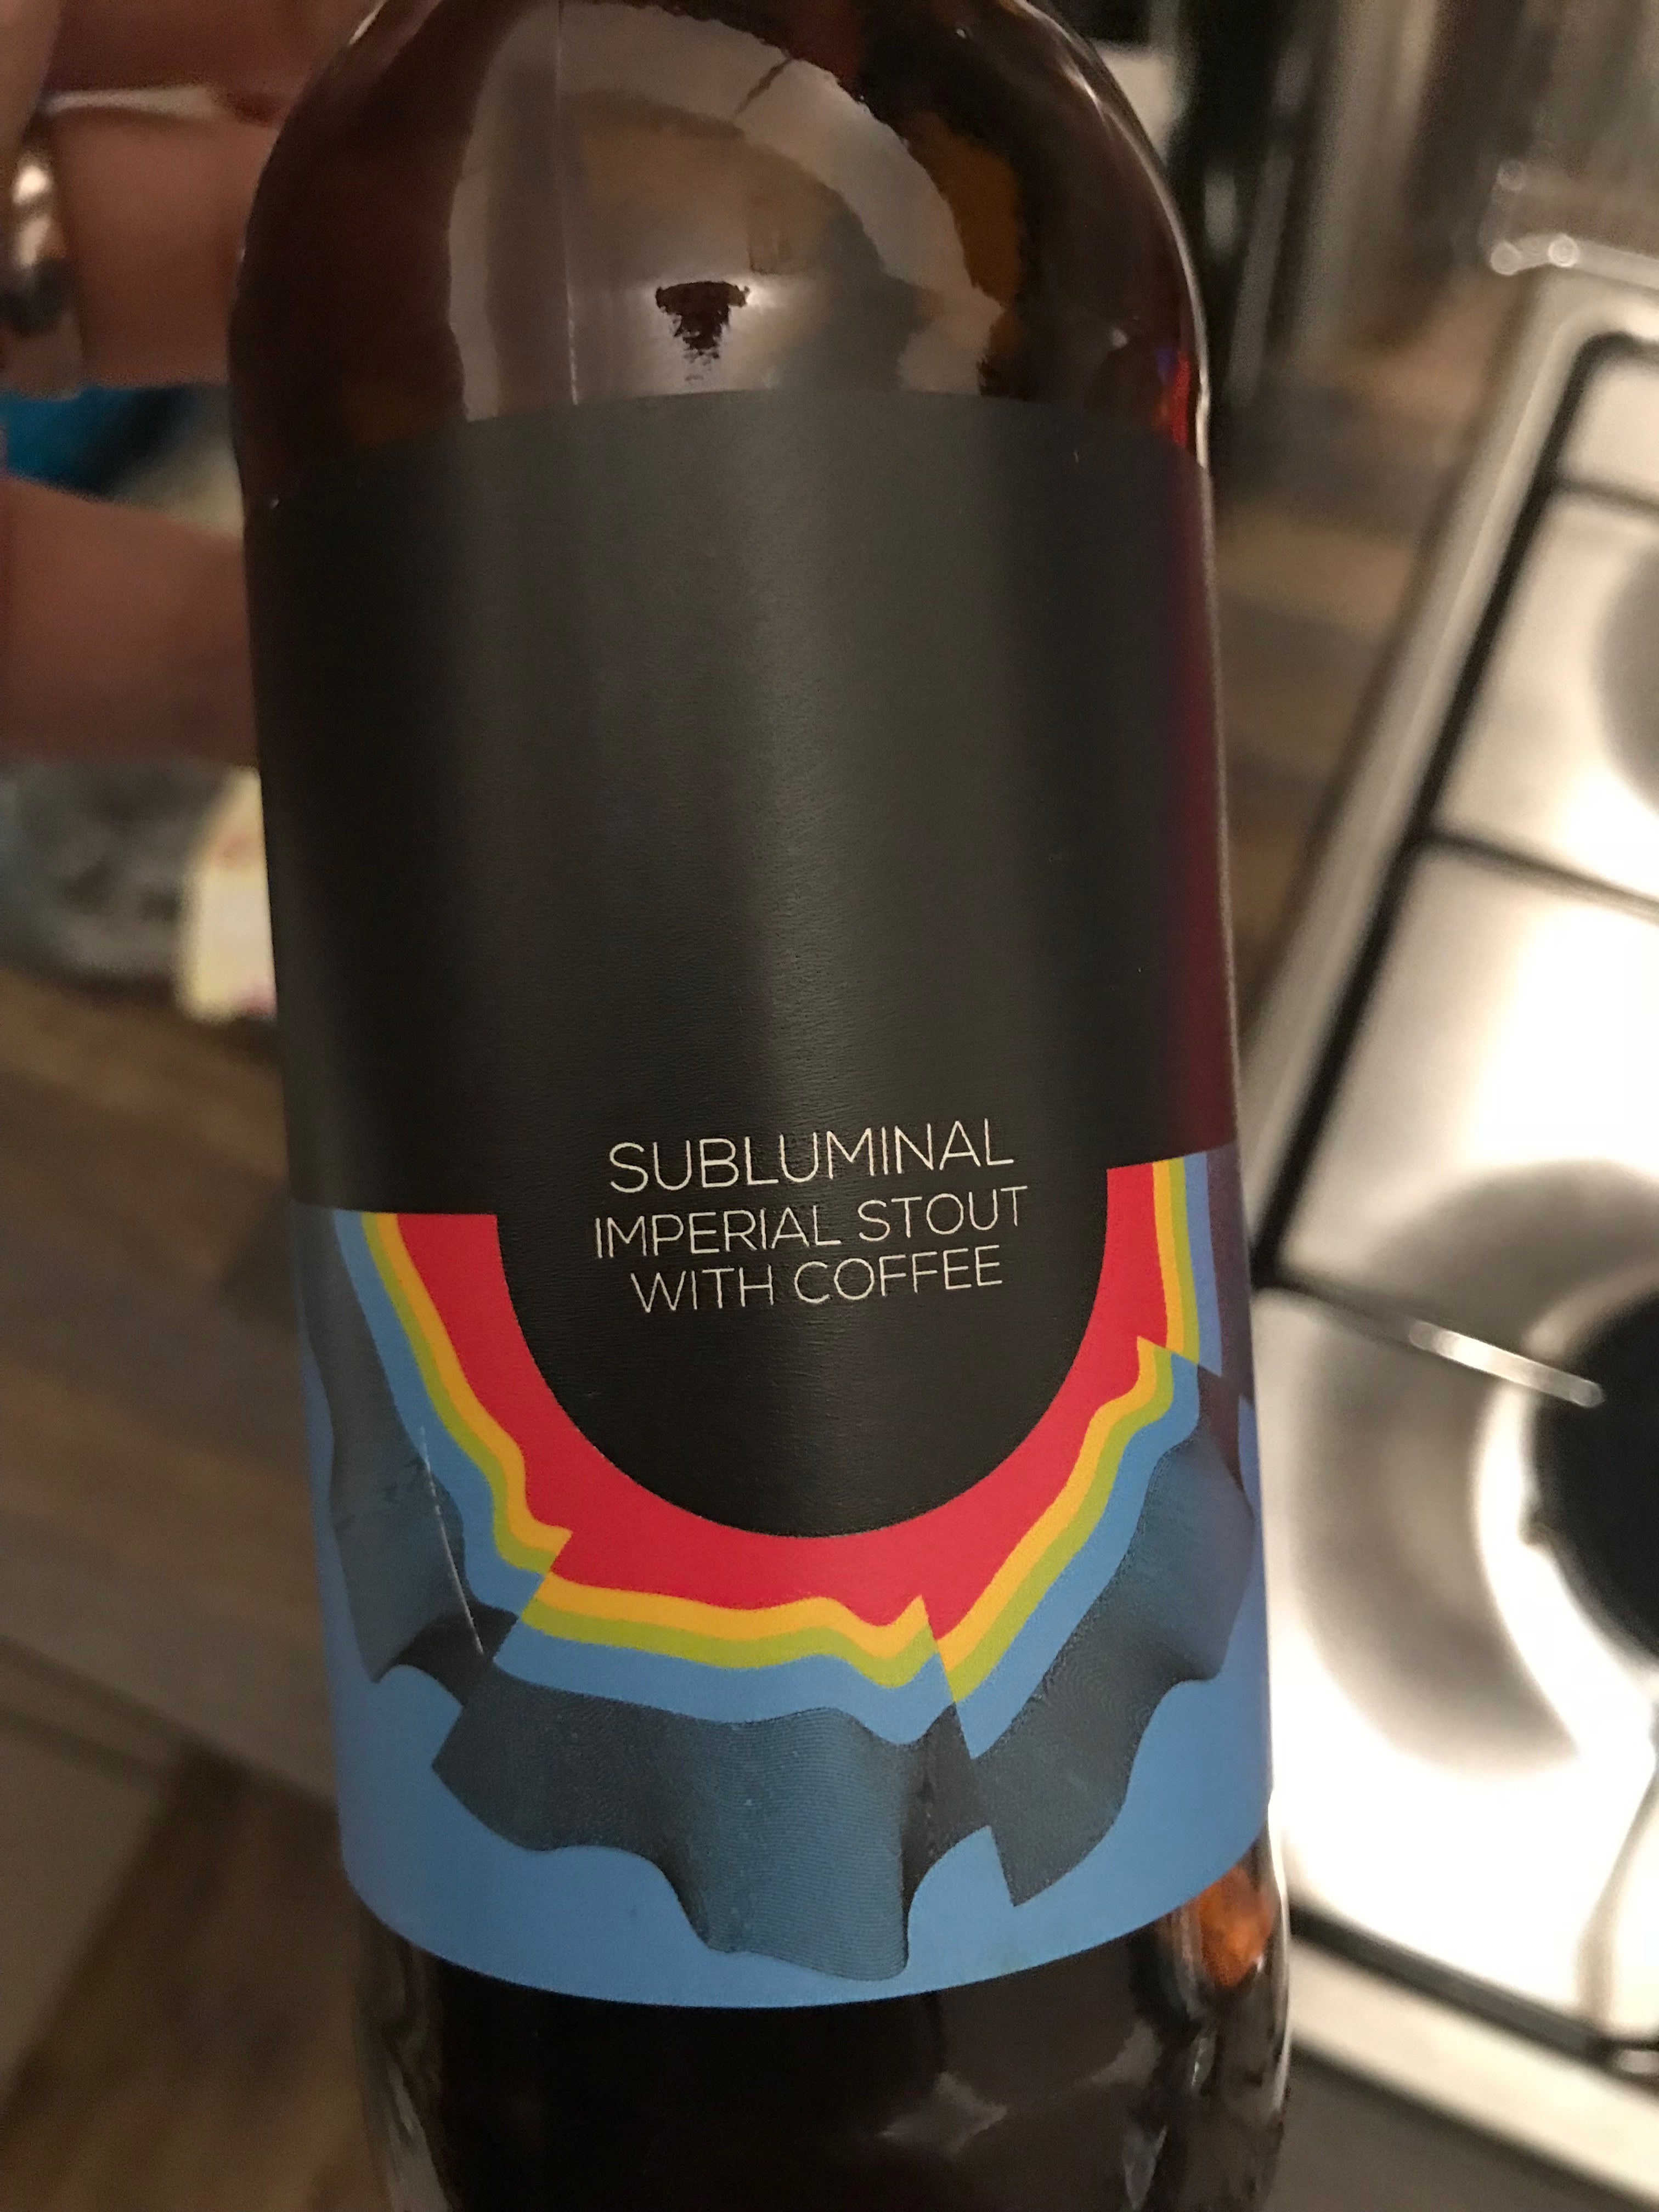 SUBLUMINAL
IMPERIAL STOUT
WITH COFFEE